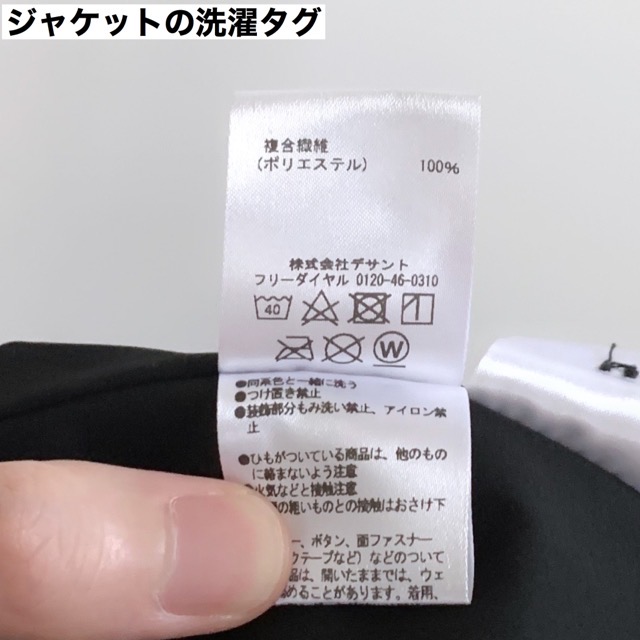 ジャケットの洗濯タグ
複合繊維
(ポリエステル) 100%
株式会社デサント
フリーダイヤル 0120-46-0310
40
W
●同系色と一緒に洗う
●つけ置き禁止
●装飾部分もみ洗い禁止、アイロン禁
止
●ひもがついている商品は、他のもの
に絡まないよう注意
●火気などと接触注意
の粗いものとの接触はおさけ下
ー、ボタン、面ファスナー
クテープなど）などのついて
品は、開いたままでは、ウェ
めることがあります。着用、